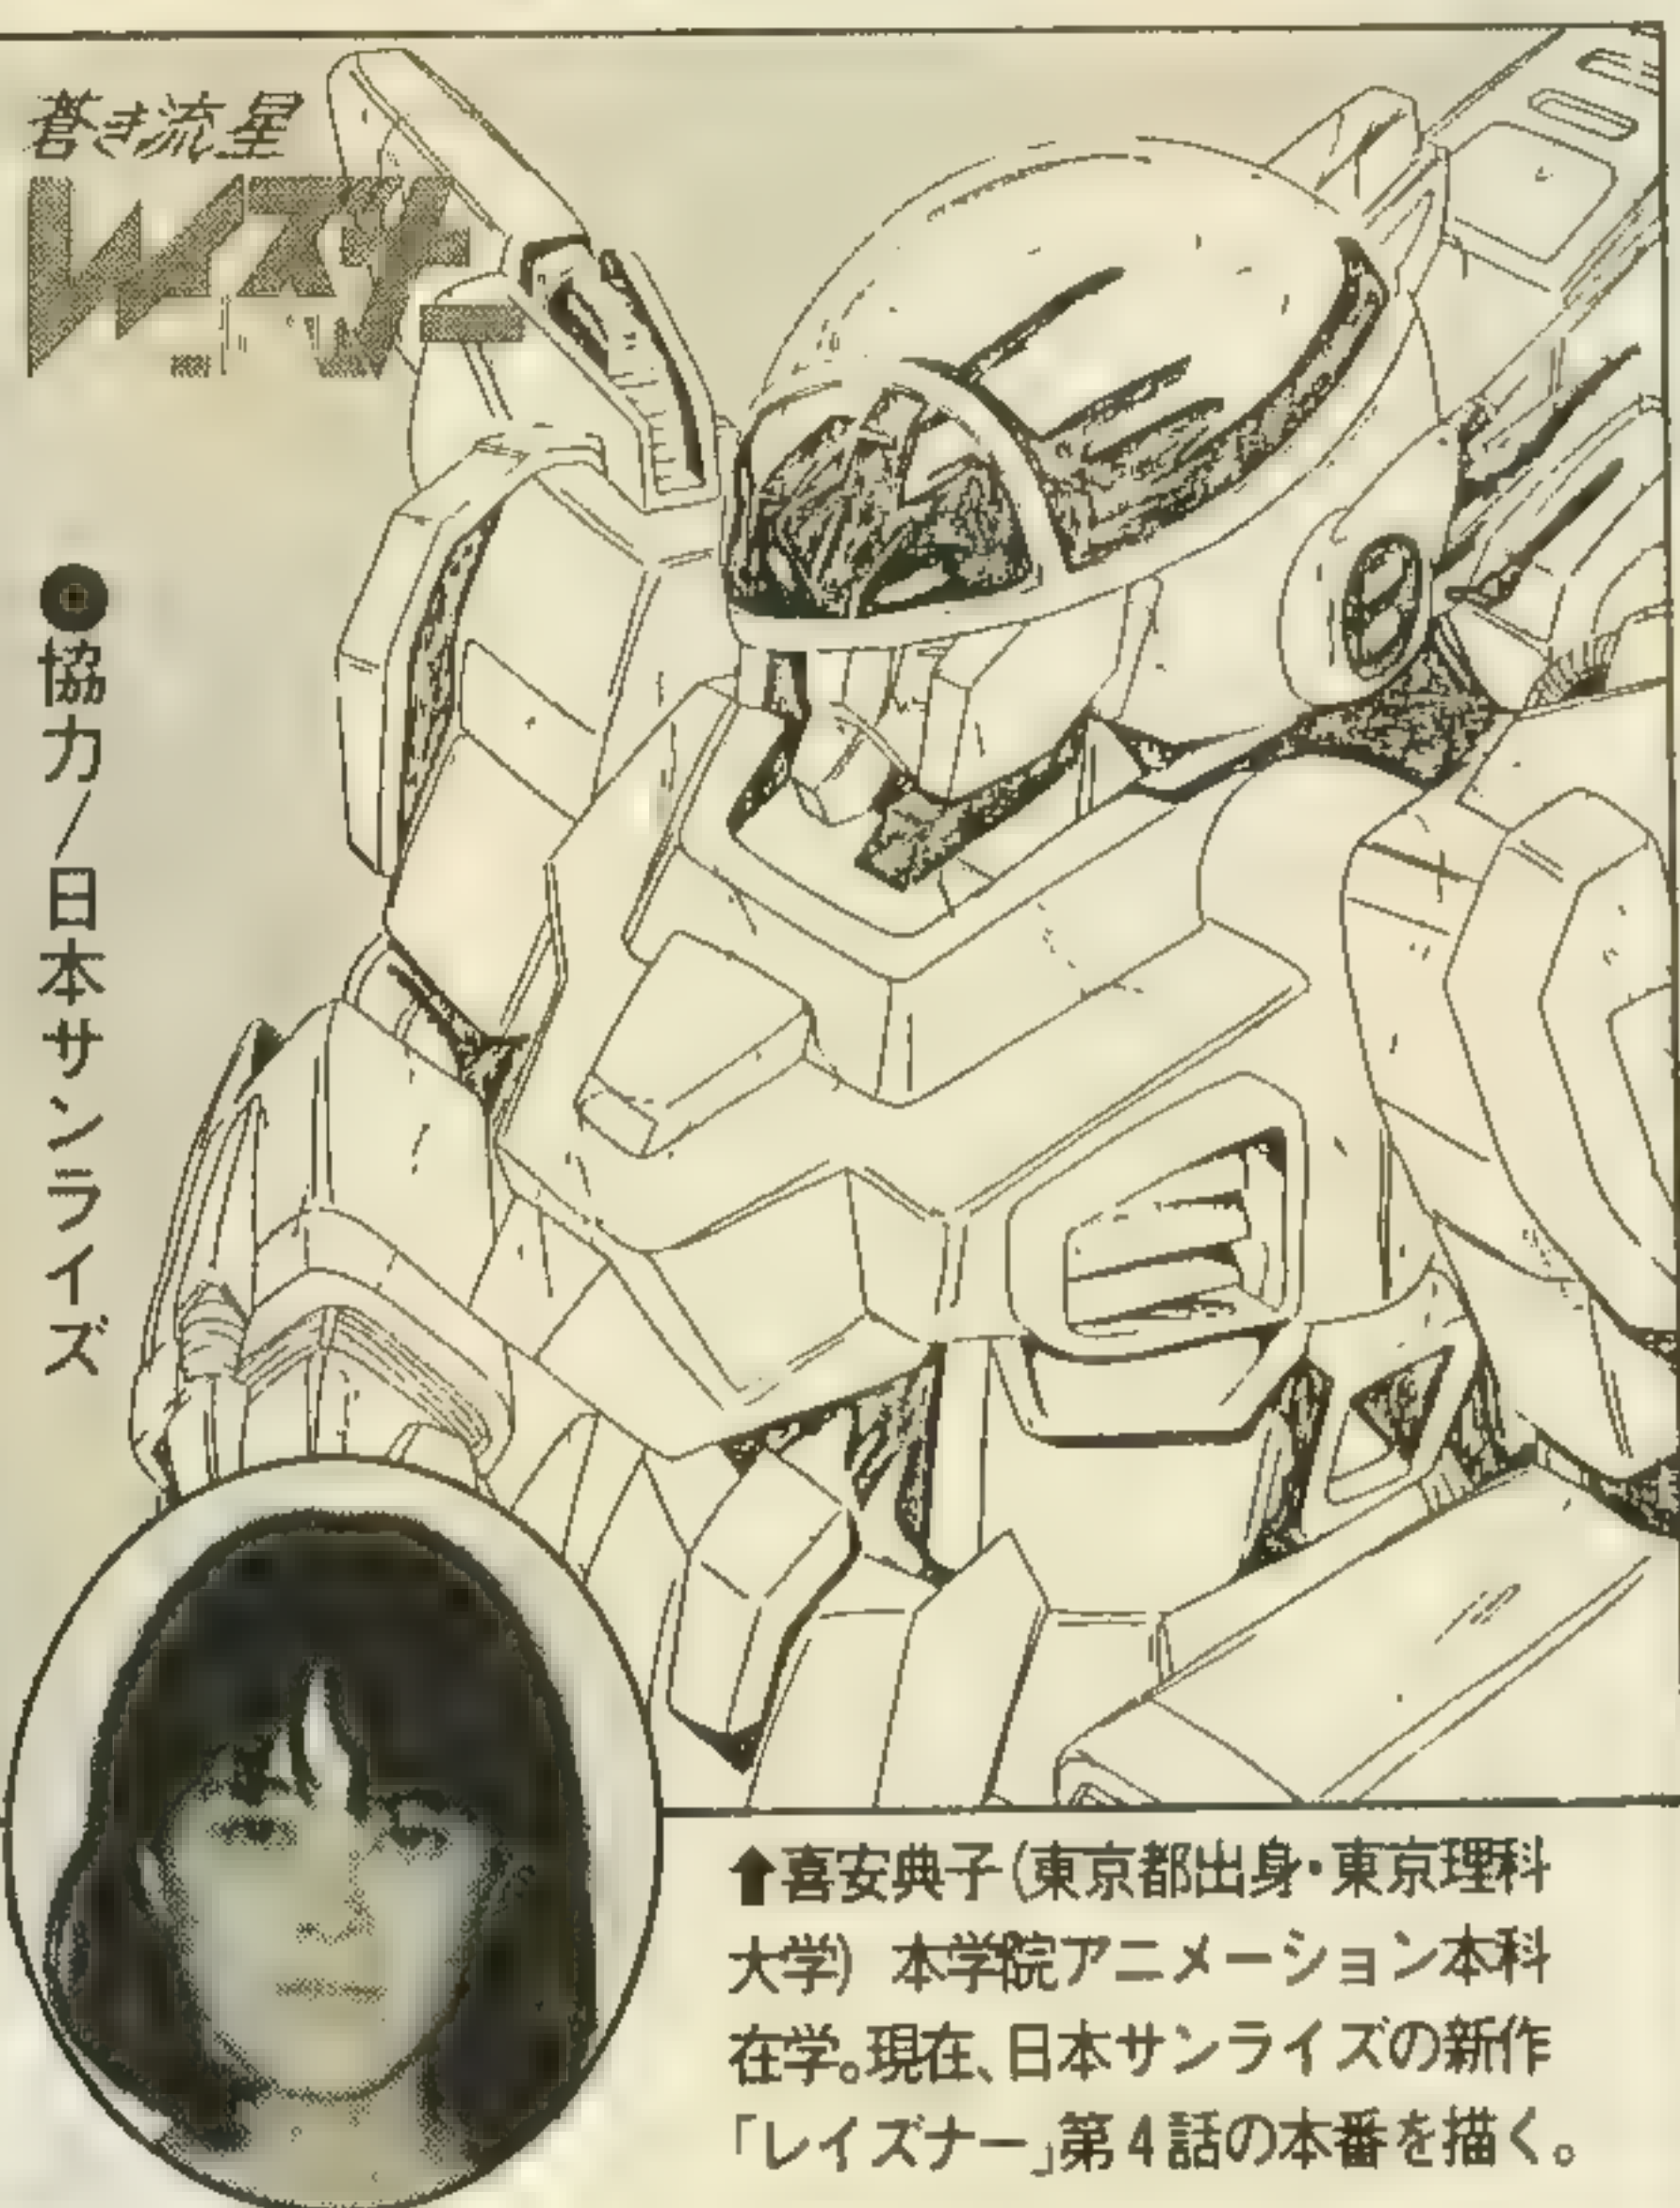 蒼き流星
レイズナー
●協力/日本サンライズ
⬆喜安典子(東京都出身・東京理科
大学) 本学院アニメーション本科
在学。現在、日本サンライズの新作
「レイズナー」第4話の本番を描く。